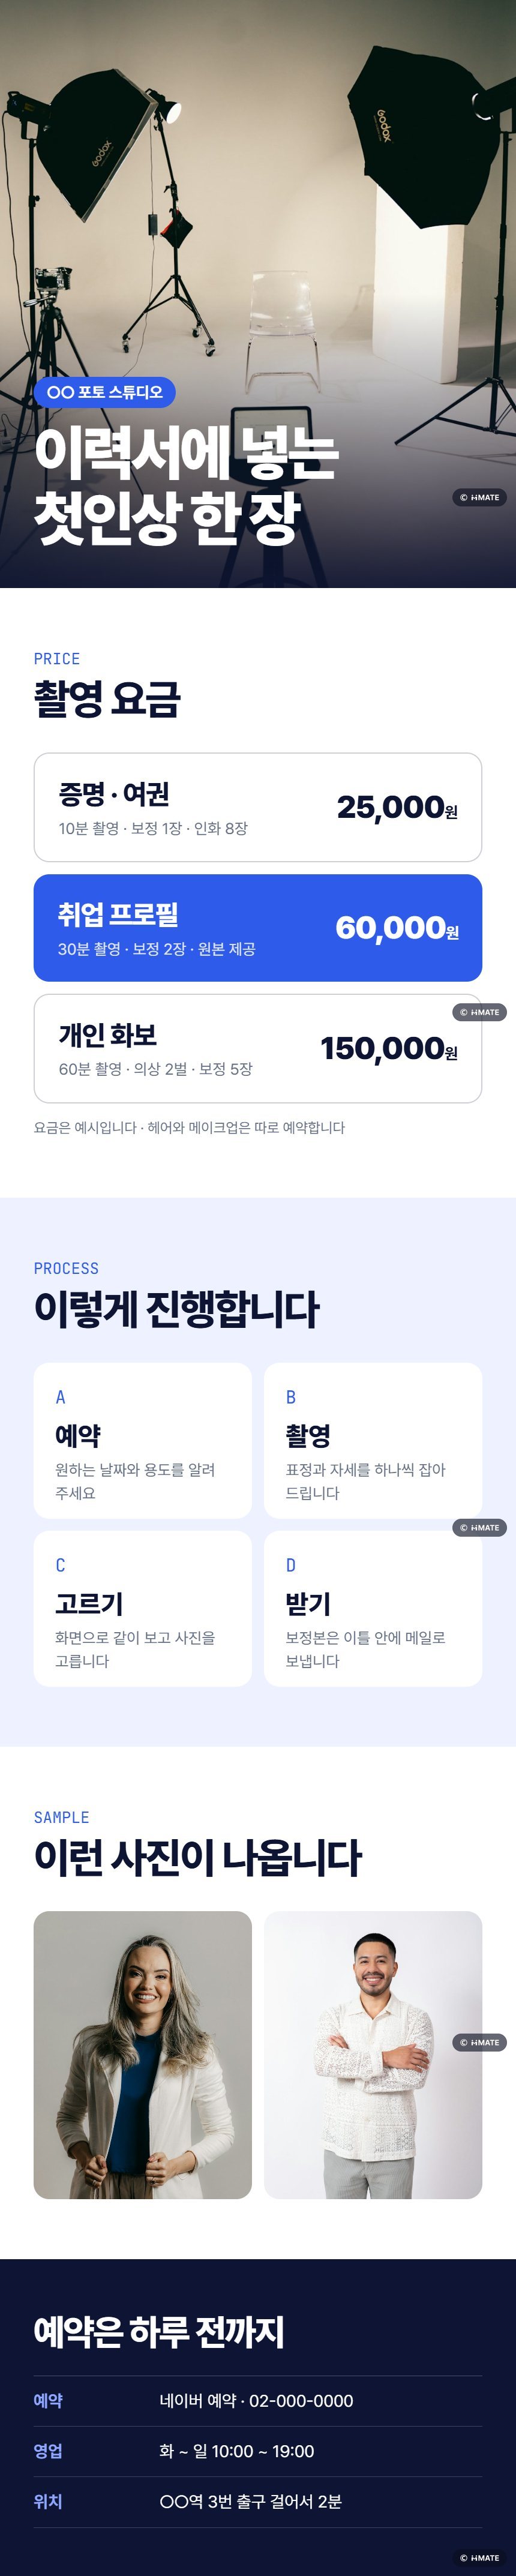 Godox
Godox
〇〇 포토 스튜디오
이력서에 넣는
첫인상 한 장
© HMATE
PRICE
촬영 요금
증명 · 여권
10분 촬영 · 보정 1장 · 인화 8장
25,000원
취업 프로필
30분 촬영 · 보정 2장 · 원본 제공
60,000원
© HMATE
개인 화보
60분 촬영 · 의상 2벌 · 보정 5장
150,000원
요금은 예시입니다 · 헤어와 메이크업은 따로 예약합니다
PROCESS
이렇게 진행합니다
A
예약
원하는 날짜와 용도를 알려
주세요
B
촬영
표정과 자세를 하나씩 잡아
드립니다
© HMATE
C
고르기
화면으로 같이 보고 사진을
고릅니다
D
받기
보정본은 이틀 안에 메일로
보냅니다
SAMPLE
이런 사진이 나옵니다
© HMATE
예약은 하루 전까지
예약 네이버 예약 · 02-000-0000
영업 화 ~ 일 10:00 ~ 19:00
위치 〇〇역 3번 출구 걸어서 2분
© HMATE